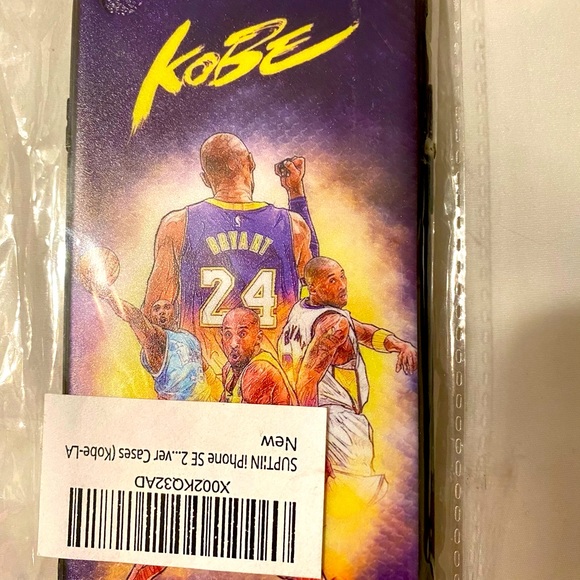 KOBE
BRYANT
24
X002KQ32AD
SUPTIIN iPhone SE 2...ver Cases (Kobe-LA
New